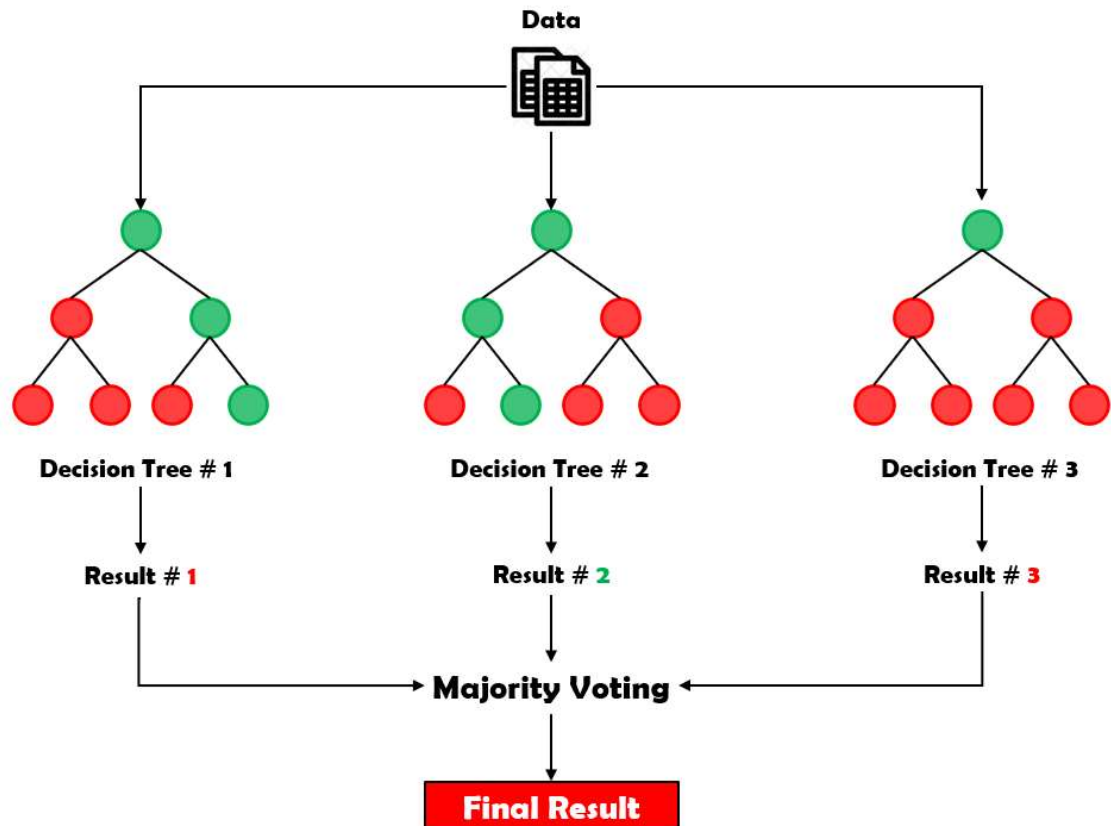 Data
Decision Tree # 1
Decision Tree # 2
Decision Tree # 3
Result # 1
Result # 2
Result # 3
Majority Voting
Final Result